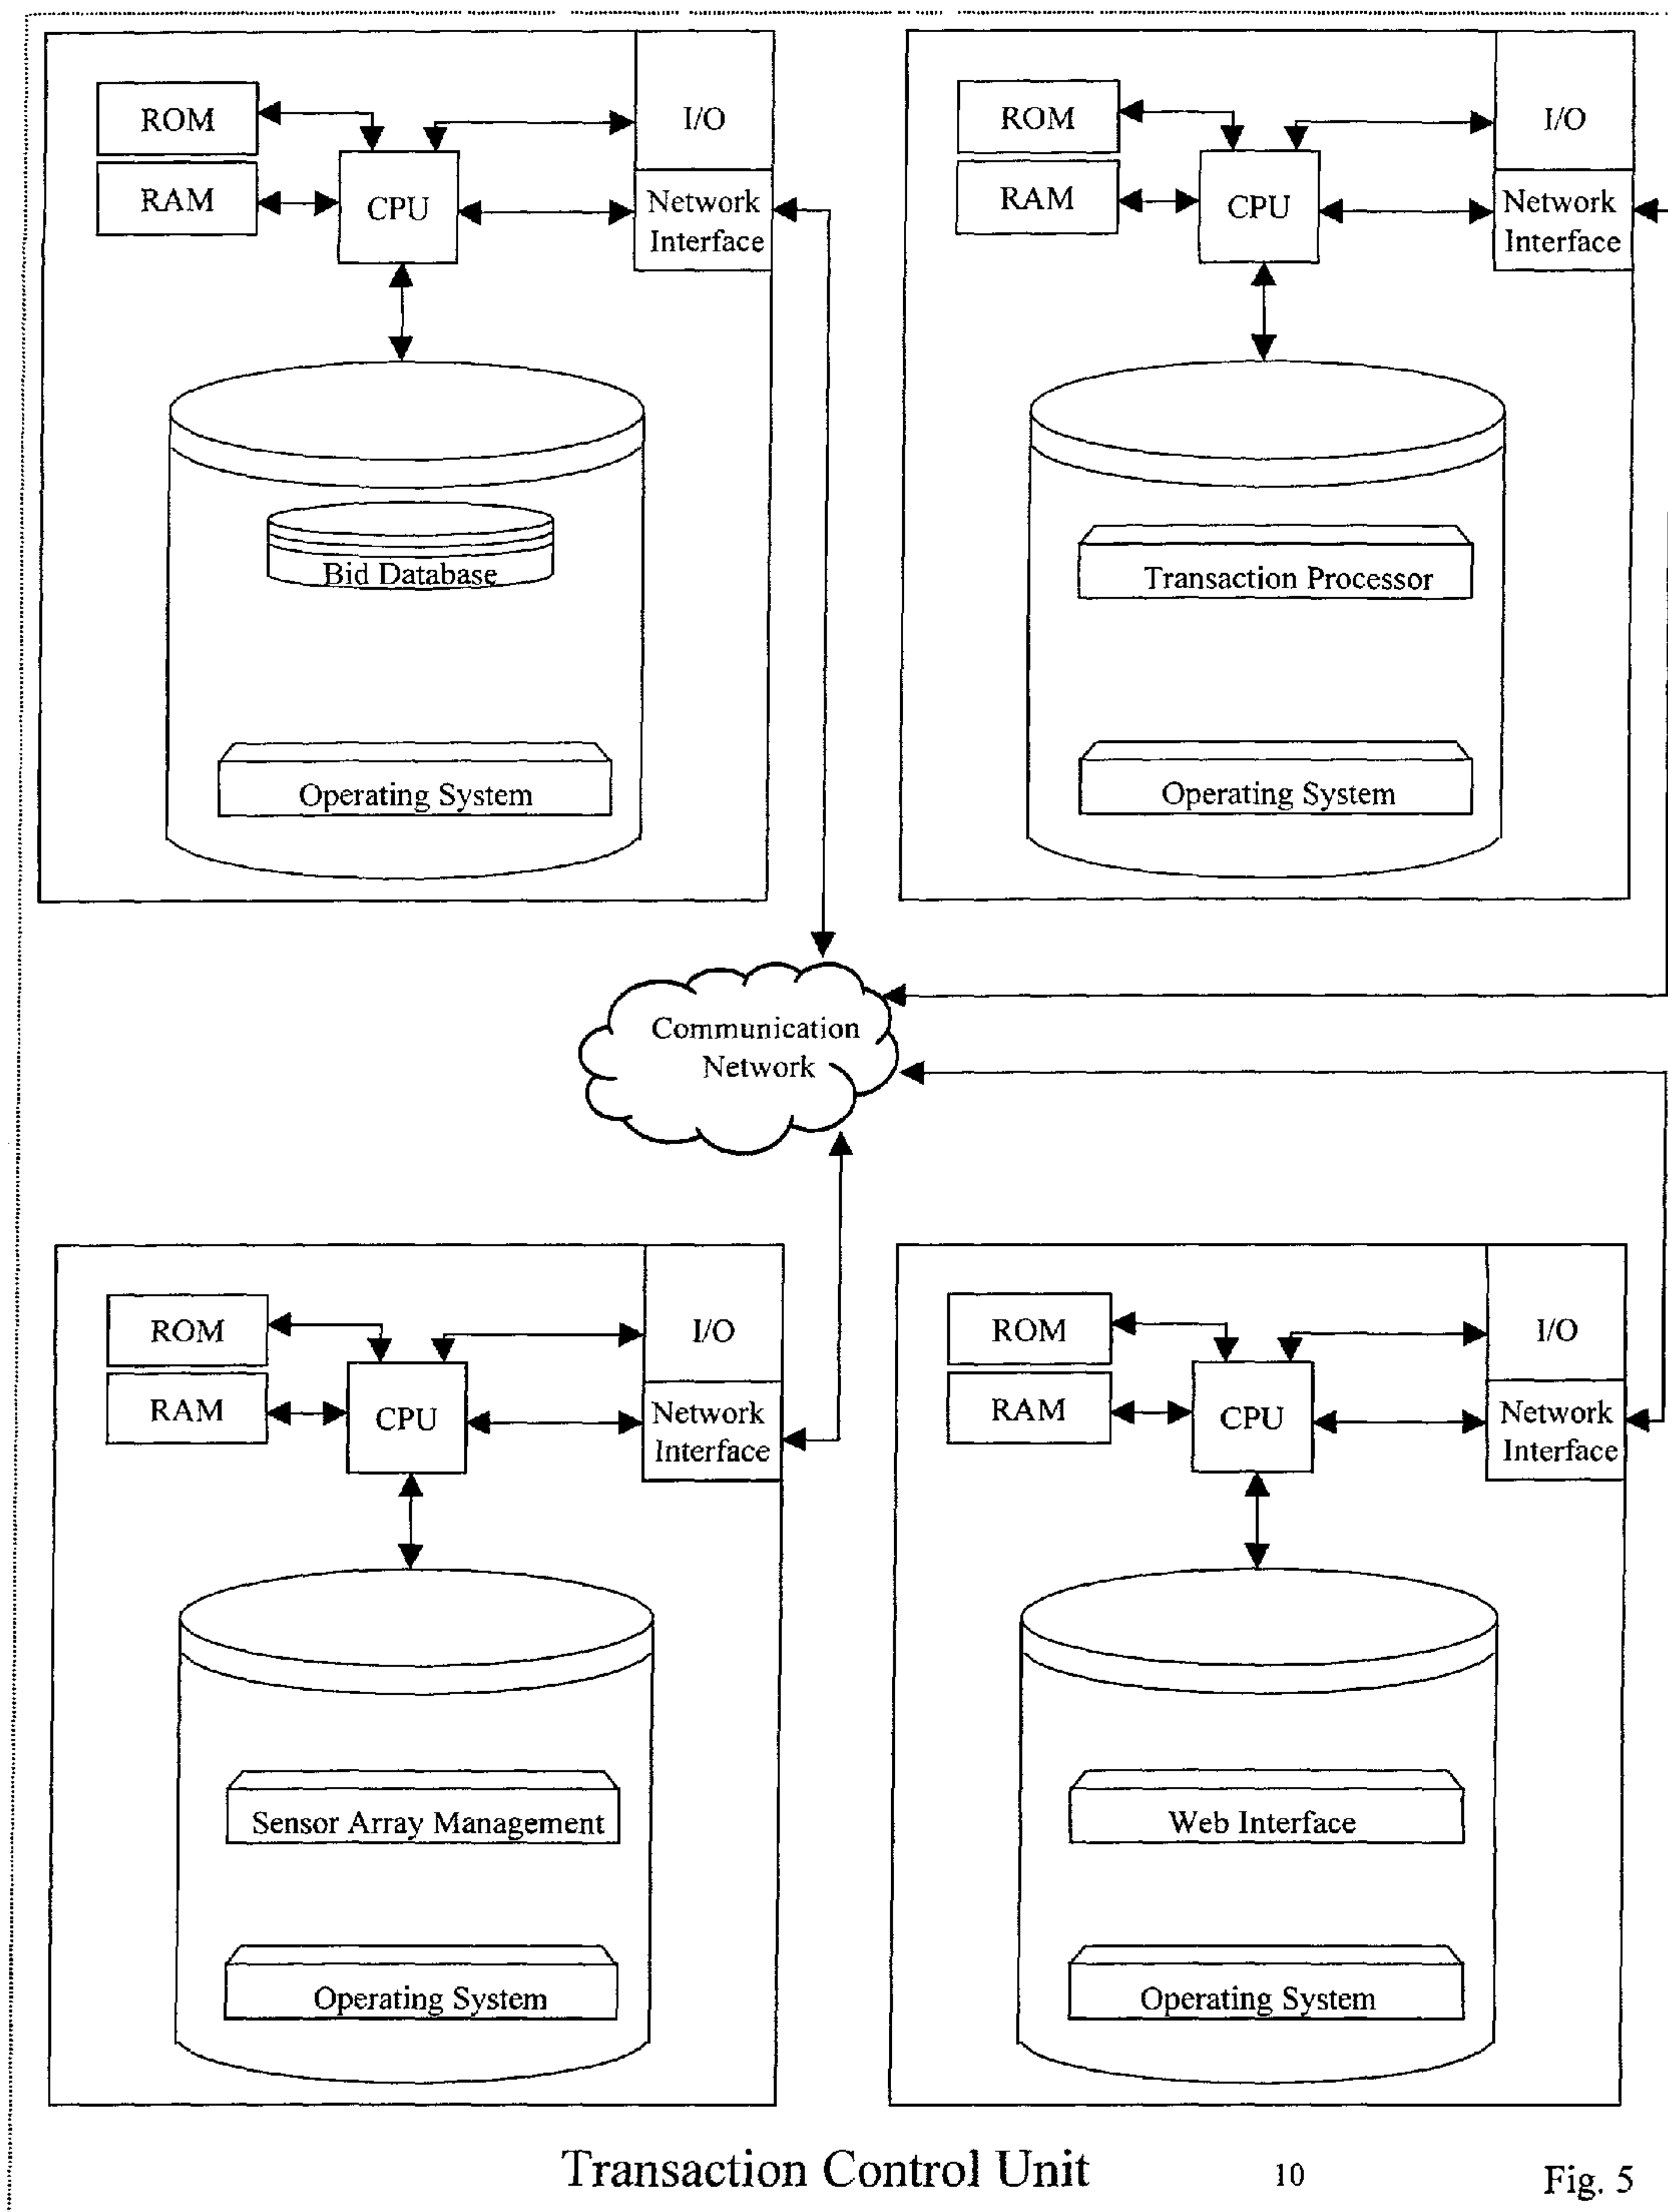 ROM
I/O
RAM
CPU
Network
Interface
Bid Database
Operating System
ROM
I/O
RAM
CPU
Network
Interface
Transaction Processor
Operating System
Communication
Network
ROM
I/O
RAM
CPU
Network
Interface
Sensor Array Management
Operating System
ROM
I/O
RAM
CPU
Network
Interface
Web Interface
Operating System
Transaction Control Unit
10
Fig. 5